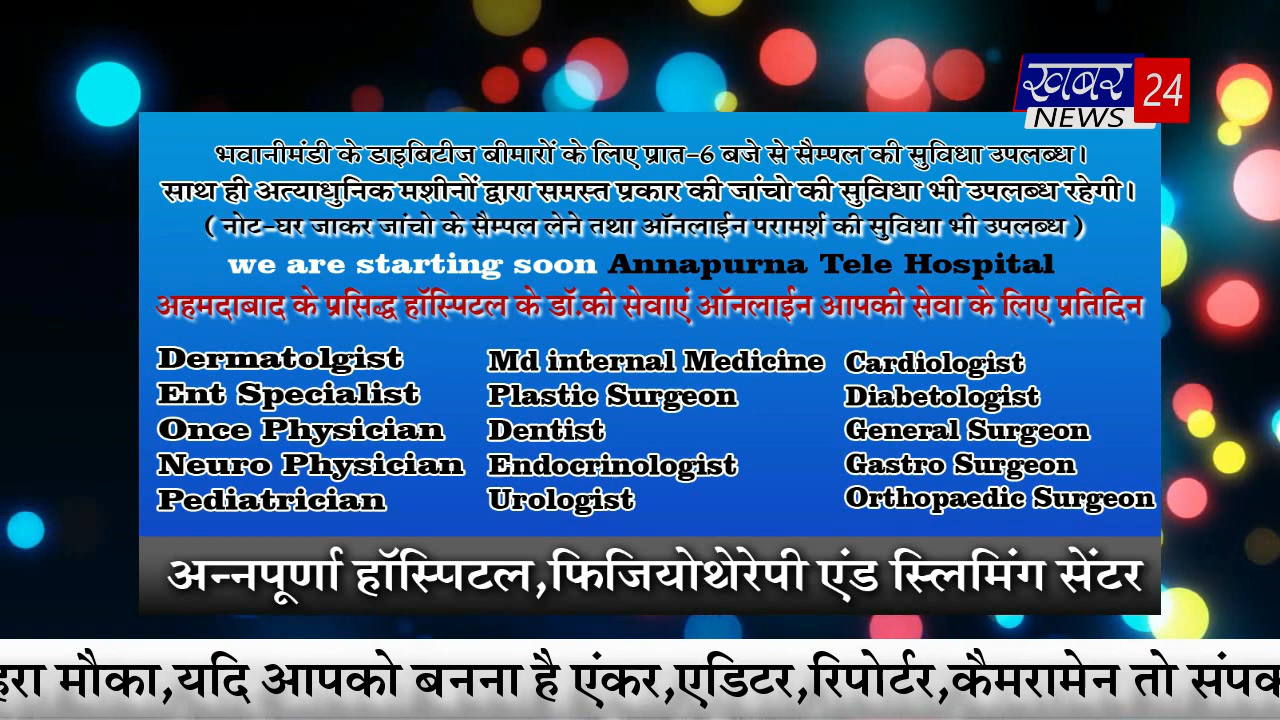 खबर 24
NEWS
भवानीमंडी के डाइबिटीज बीमारों के लिए प्रात-6 बजे से सैम्पल की सुविधा उपलब्ध।
साथ ही अत्याधुनिक मशीनों द्वारा समस्त प्रकार की जांचो की सुविधा भी उपलब्ध रहेगी।
( नोट-घर जाकर जांचो के सैम्पल लेने तथा ऑनलाईन परामर्श की सुविधा भी उपलब्ध )
we are starting soon Annapurna Tele Hospital
अहमदाबाद के प्रसिद्ध हॉस्पिटल के डॉ.की सेवाएं ऑनलाईन आपकी सेवा के लिए प्रतिदिन
Dermatolgist
Ent Specialist
Once Physician
Neuro Physician
Pediatrician
Md internal Medicine
Plastic Surgeon
Dentist
Endocrinologist
Urologist
Cardiologist
Diabetologist
General Surgeon
Gastro Surgeon
Orthopaedic Surgeon
अन्नपूर्णा हॉस्पिटल,फिजियोथेरेपी एंड स्लिमिंग सेंटर
मौका,यदि आपको बनना है एंकर,एडिटर,रिपोर्टर,कैमरामेन तो